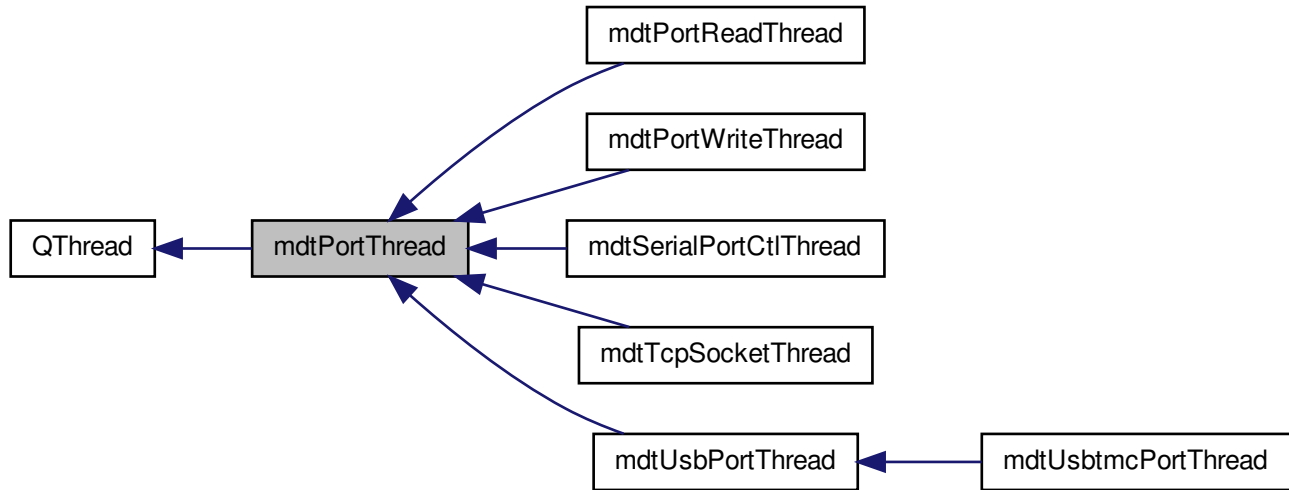 mdtPortReadThread
mdtPortWriteThread
QThread
mdtPortThread
mdtSerialPortCtlThread
mdtTcpSocketThread
mdtUsbPortThread
mdtUsbtmcPortThread